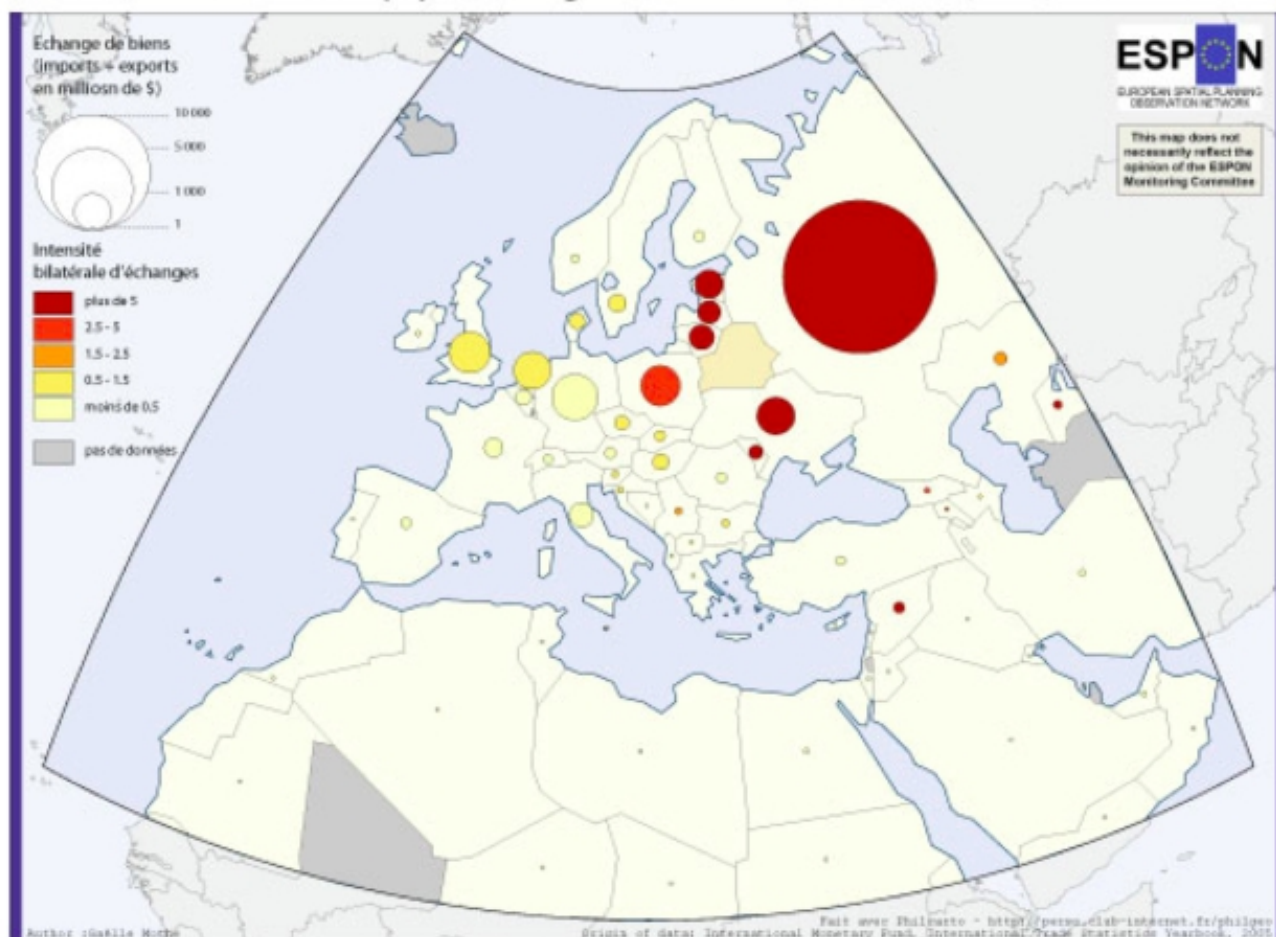 Echange de biens
(imports + exports
en milliosn de $)
10 000
5 000
1 000
1
Intensité
bilatérale d'échanges
plus de 5
2.5 - 5
1.5 - 2.5
0.5 - 1.5
moins de 0.5
pas de données
ESPON
EUROPEAN SPATIAL PLANNING
OBSERVATION NETWORK
This map does not
necessarily reflect the
opinion of the ESPON
Monitoring Committee
Fait avec Philcarto - http://perso.club-internet.fr/philgeo
Author :Gaëlle Mothe
Origin of data: International Monetary Fund, International Trade Statistics Yearbook, 2005